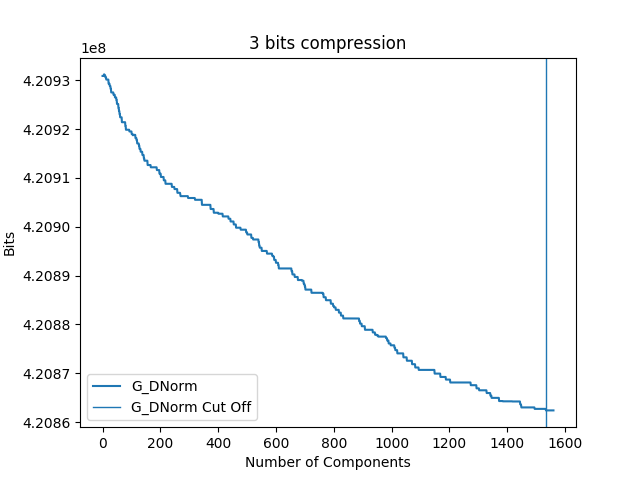 3 bits compression
1e8
4.2093
4.2092
4.2091
4.2090
4.2089
4.2088
4.2087
4.2086
Bits
G_DNorm
G_DNorm Cut Off
0 200 400 600 800 1000 1200 1400 1600
Number of Components